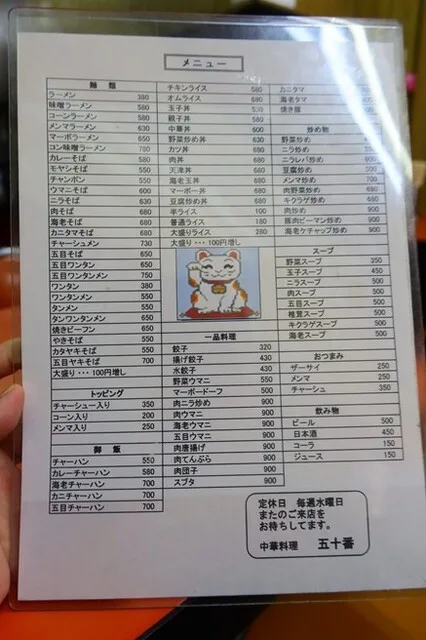 メニュー
麺 類
ラーメン 380
味噌ラーメン 580
コーンラーメン 580
メンマラーメン 630
マーボラーメン 650
コン味噌ラーメン 780
カレーそば 580
モヤシそば 550
チャンポン 550
ウマニそば 600
ニラそば 630
肉そば 680
海老そば 680
カニタマそば 680
チャーシュメン 730
五目そば 650
五目ワンタン 650
五目ワンタンメン 750
ワンタン 380
ワンタンメン 550
タンメン 550
タンワンタンメン 650
焼きビーフン 650
やきそば 550
カタヤキそば 550
五目ヤキそば 700
大盛り・・・100円増し
トッピング
チャーシュー入り 350
コーン入り 200
メンマ入り 250
御 飯
チャーハン 550
カレーチャーハン 580
海老チャーハン 700
カニチャーハン 700
五目チャーハン 700
チキンライス 580
オムライス 680
玉子丼
餃子丼 580
中華丼 600
野菜炒め丼 630
カツ丼 680
肉丼 680
天津丼 680
海老玉丼 680
マーボー丼 680
豆腐炒め丼 680
半ライス 100
普通ライス 180
大盛りライス 280
大盛り・・・100円増し
一品料理
餃子 320
揚げ餃子 430
水餃子 430
野菜ウマニ 550
マーボードーフ 500
肉ニラ炒め 900
肉ウマニ 900
海老ウマニ 900
五目ウマニ 900
肉唐揚げ 900
肉てんぷら 900
肉団子 900
スブタ 900
カニタマ
海老タマ
焼き豚
炒め物
野菜炒め
ニラ炒め
ニラレバ炒め
豆腐炒め
メンマ炒め
肉野菜炒め
キクラゲ炒め
肉炒め
豚肉ピーマン炒め 900
海老ケチャップ炒め 900
スープ
野菜スープ 350
玉子スープ 450
ニラスープ 500
肉スープ 500
五目スープ 500
椎茸スープ 500
キクラゲスープ 500
海老スープ 500
おつまみ
ザーサイ 250
メンマ 250
チャーシュ 350
飲み物
ビール 500
日本酒 450
コーラ 150
ジュース 150
定休日 毎週水曜日
またのご来店を
お待ちしてます。
中華料理 五十番